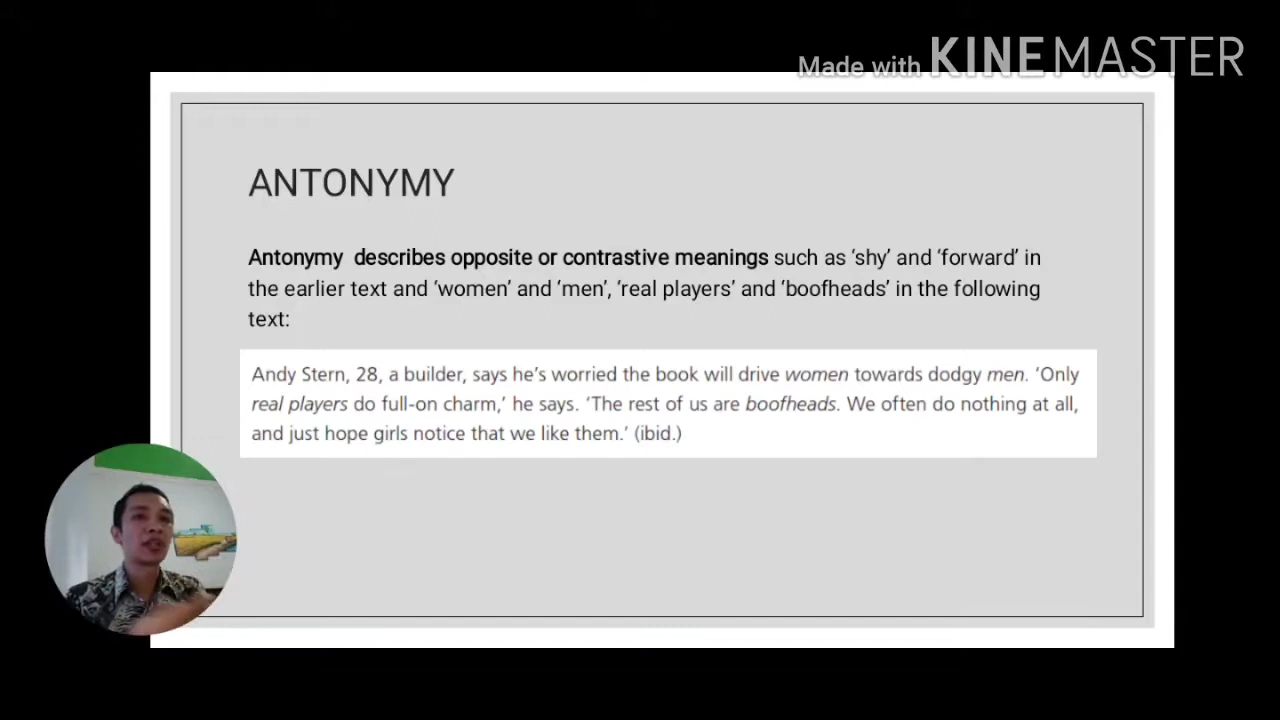 Made with KINEMASTER
ANTONYMY
Antonymy  describes opposite or contrastive meanings such as ‘shy’ and ‘forward’ in
the earlier text and ‘women’ and ‘men’, ‘real players’ and ‘boofheads’ in the following
text:
Andy Stern, 28, a builder, says he’s worried the book will drive women towards dodgy men. ‘Only
real players do full-on charm,’ he says. ‘The rest of us are boofheads. We often do nothing at all,
and just hope girls notice that we like them.’ (ibid.)